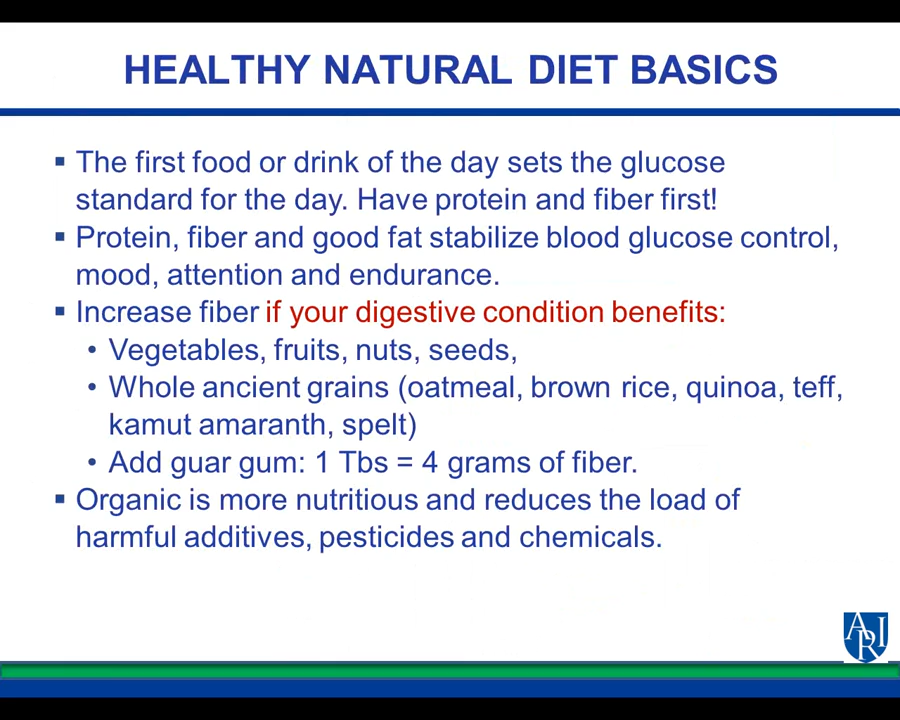 HEALTHY NATURAL DIET BASICS
▪ The first food or drink of the day sets the glucose
standard for the day. Have protein and fiber first!
▪ Protein, fiber and good fat stabilize blood glucose control,
mood, attention and endurance.
▪ Increase fiber if your digestive condition benefits:
• Vegetables, fruits, nuts, seeds,
• Whole ancient grains (oatmeal, brown rice, quinoa, teff,
kamut amaranth, spelt)
• Add guar gum: 1 Tbs = 4 grams of fiber.
▪ Organic is more nutritious and reduces the load of
harmful additives, pesticides and chemicals.
ARI